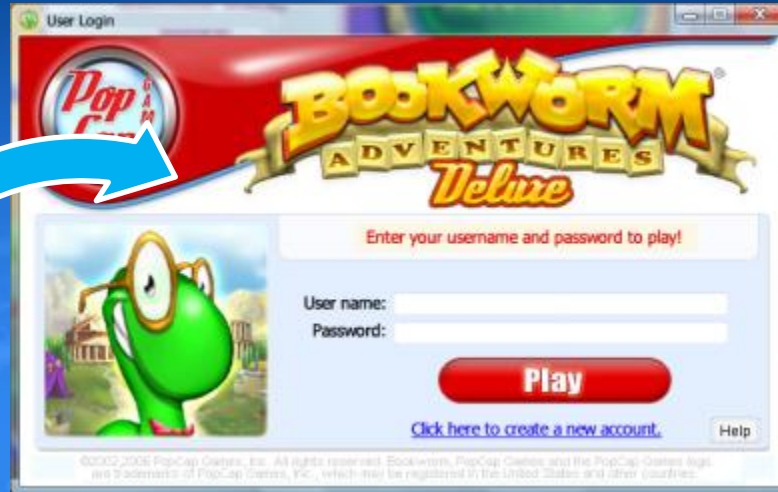 User Login
Pop
Cap
GAM
BOOKWORM®
ADVENTURES
Deluxe
Enter your username and password to play!
User name:
Password:
Play
Click here to create a new account.
Help
©2002,2006 PopCap Games, Inc. All rights reserved. Bookworm, PopCap Games and the PopCap Games logo
are trademarks of PopCap Games, Inc., which may be registered in the United States and other countries.